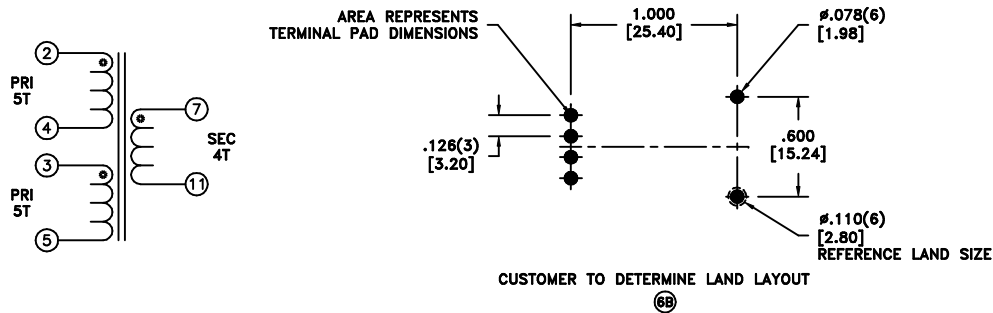 2
PRI
5T
4
3
PRI
5T
5
7
SEC
4T
11
AREA REPRESENTS
TERMINAL PAD DIMENSIONS
1.000
[25.40]
ø.078(6)
[1.98]
.126(3)
[3.20]
.600
[15.24]
ø.110(6)
[2.80]
REFERENCE LAND SIZE
CUSTOMER TO DETERMINE LAND LAYOUT
6B